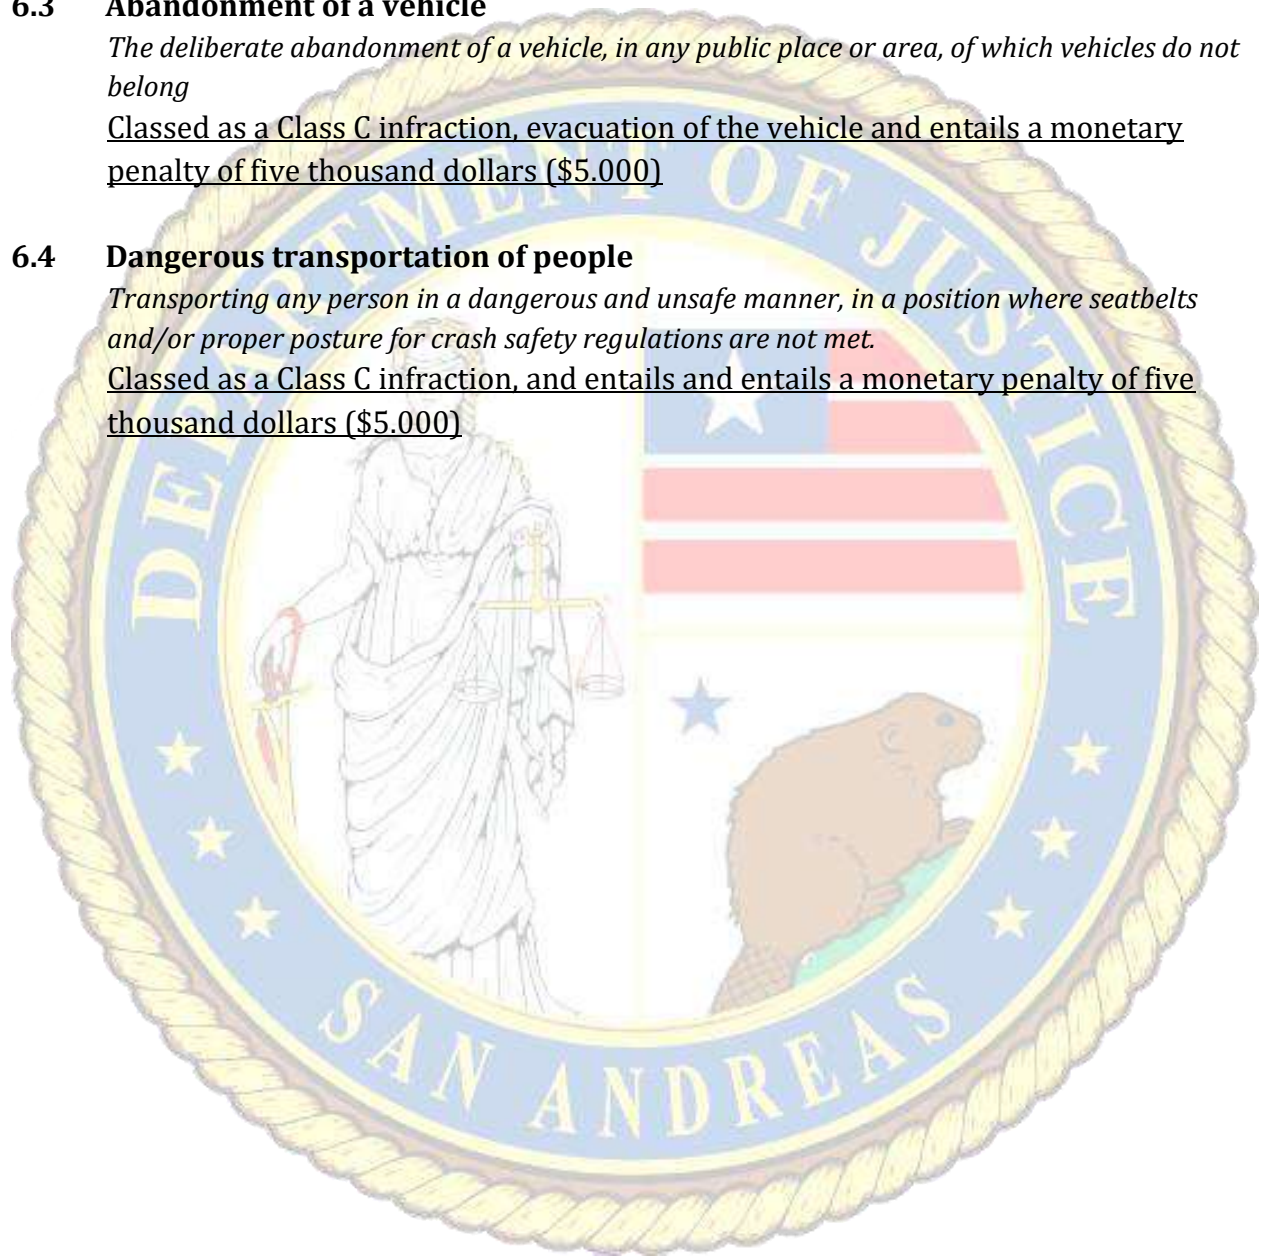 6.3 Abandonment of a vehicle
The deliberate abandonment of a vehicle, in any public place or area, of which vehicles do not
belong
Classed as a Class C infraction, evacuation of the vehicle and entails a monetary
penalty of five thousand dollars ($5.000)
6.4 Dangerous transportation of people
Transporting any person in a dangerous and unsafe manner, in a position where seatbelts
and/or proper posture for crash safety regulations are not met.
Classed as a Class C infraction, and entails and entails a monetary penalty of five
thousand dollars ($5.000)
DEPARTMENT OF JUSTICE
SAN ANDREAS